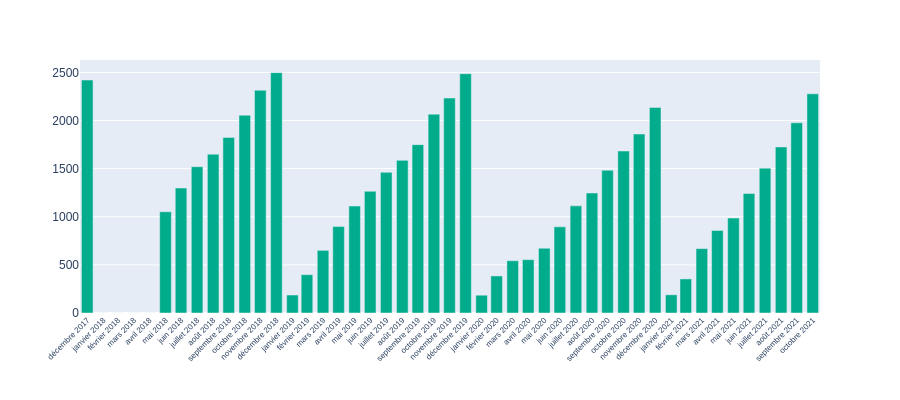 2500
2000
1500
1000
500
0
décembre 2017
janvier 2018
février 2018
mars 2018
avril 2018
mai 2018
juin 2018
juillet 2018
août 2018
septembre 2018
octobre 2018
novembre 2018
décembre 2018
janvier 2019
février 2019
mars 2019
avril 2019
mai 2019
juin 2019
juillet 2019
août 2019
septembre 2019
octobre 2019
novembre 2019
décembre 2019
janvier 2020
février 2020
mars 2020
avril 2020
mai 2020
juin 2020
juillet 2020
août 2020
septembre 2020
octobre 2020
novembre 2020
décembre 2020
janvier 2021
février 2021
mars 2021
avril 2021
mai 2021
juin 2021
juillet 2021
août 2021
septembre 2021
octobre 2021